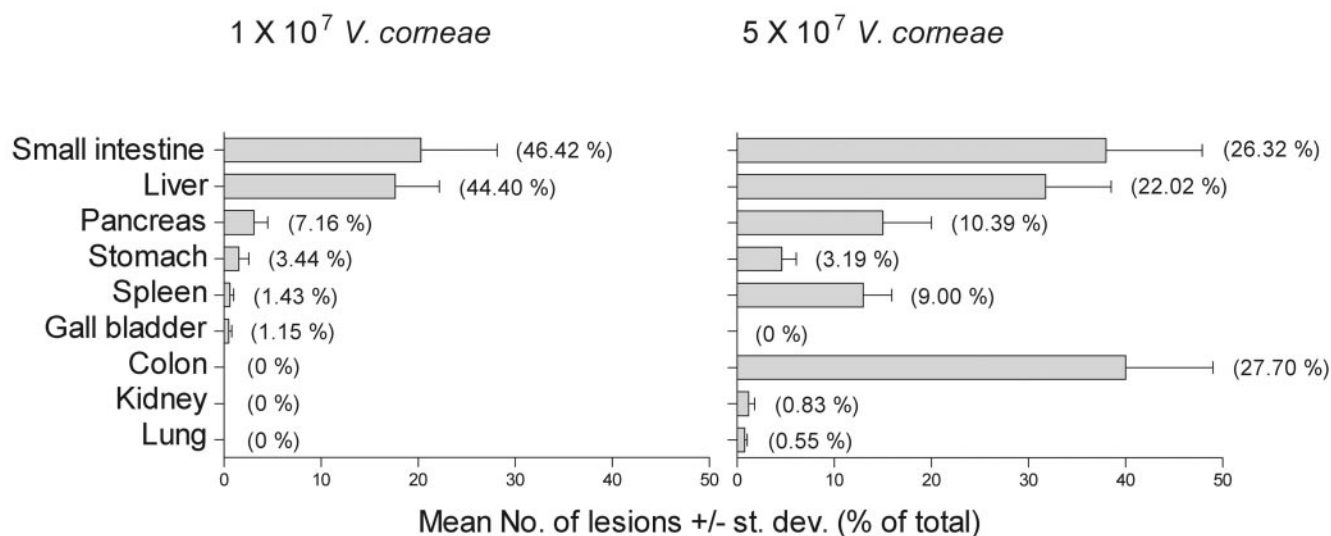 1 X 10⁷ V. corneae
5 X 10⁷ V. corneae
Small intestine (46.42 %) (26.32 %)
Liver (44.40 %) (22.02 %)
Pancreas (7.16 %) (10.39 %)
Stomach (3.44 %) (3.19 %)
Spleen (1.43 %) (9.00 %)
Gall bladder (1.15 %) (0 %)
Colon (0 %) (27.70 %)
Kidney (0 %) (0.83 %)
Lung (0 %) (0.55 %)
0 10 20 30 40 50 0 10 20 30 40 50
Mean No. of lesions +/- st. dev. (% of total)